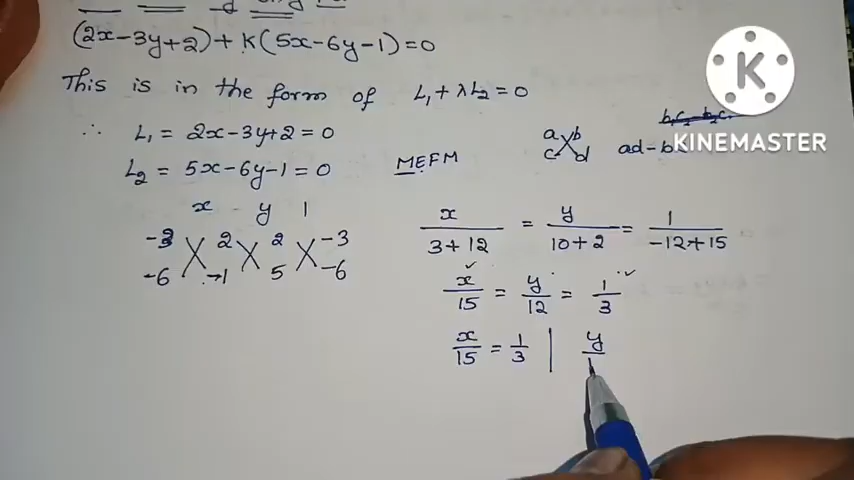 (2x-3y+2)+K(5x-6y-1)=0
This is in the form of L₁+λL₂=0
∴ L₁ = 2x-3y+2=0
L₂ = 5x-6y-1=0 MEFM
a b
c d ad-b
x y 1
-3 2 2 -3
-6 -1 5 -6
x/3+12 = y/10+2 = 1/-12+15
x/15 = y/12 = 1/3
x/15 = 1/3 | y/1
K
KINEMASTER